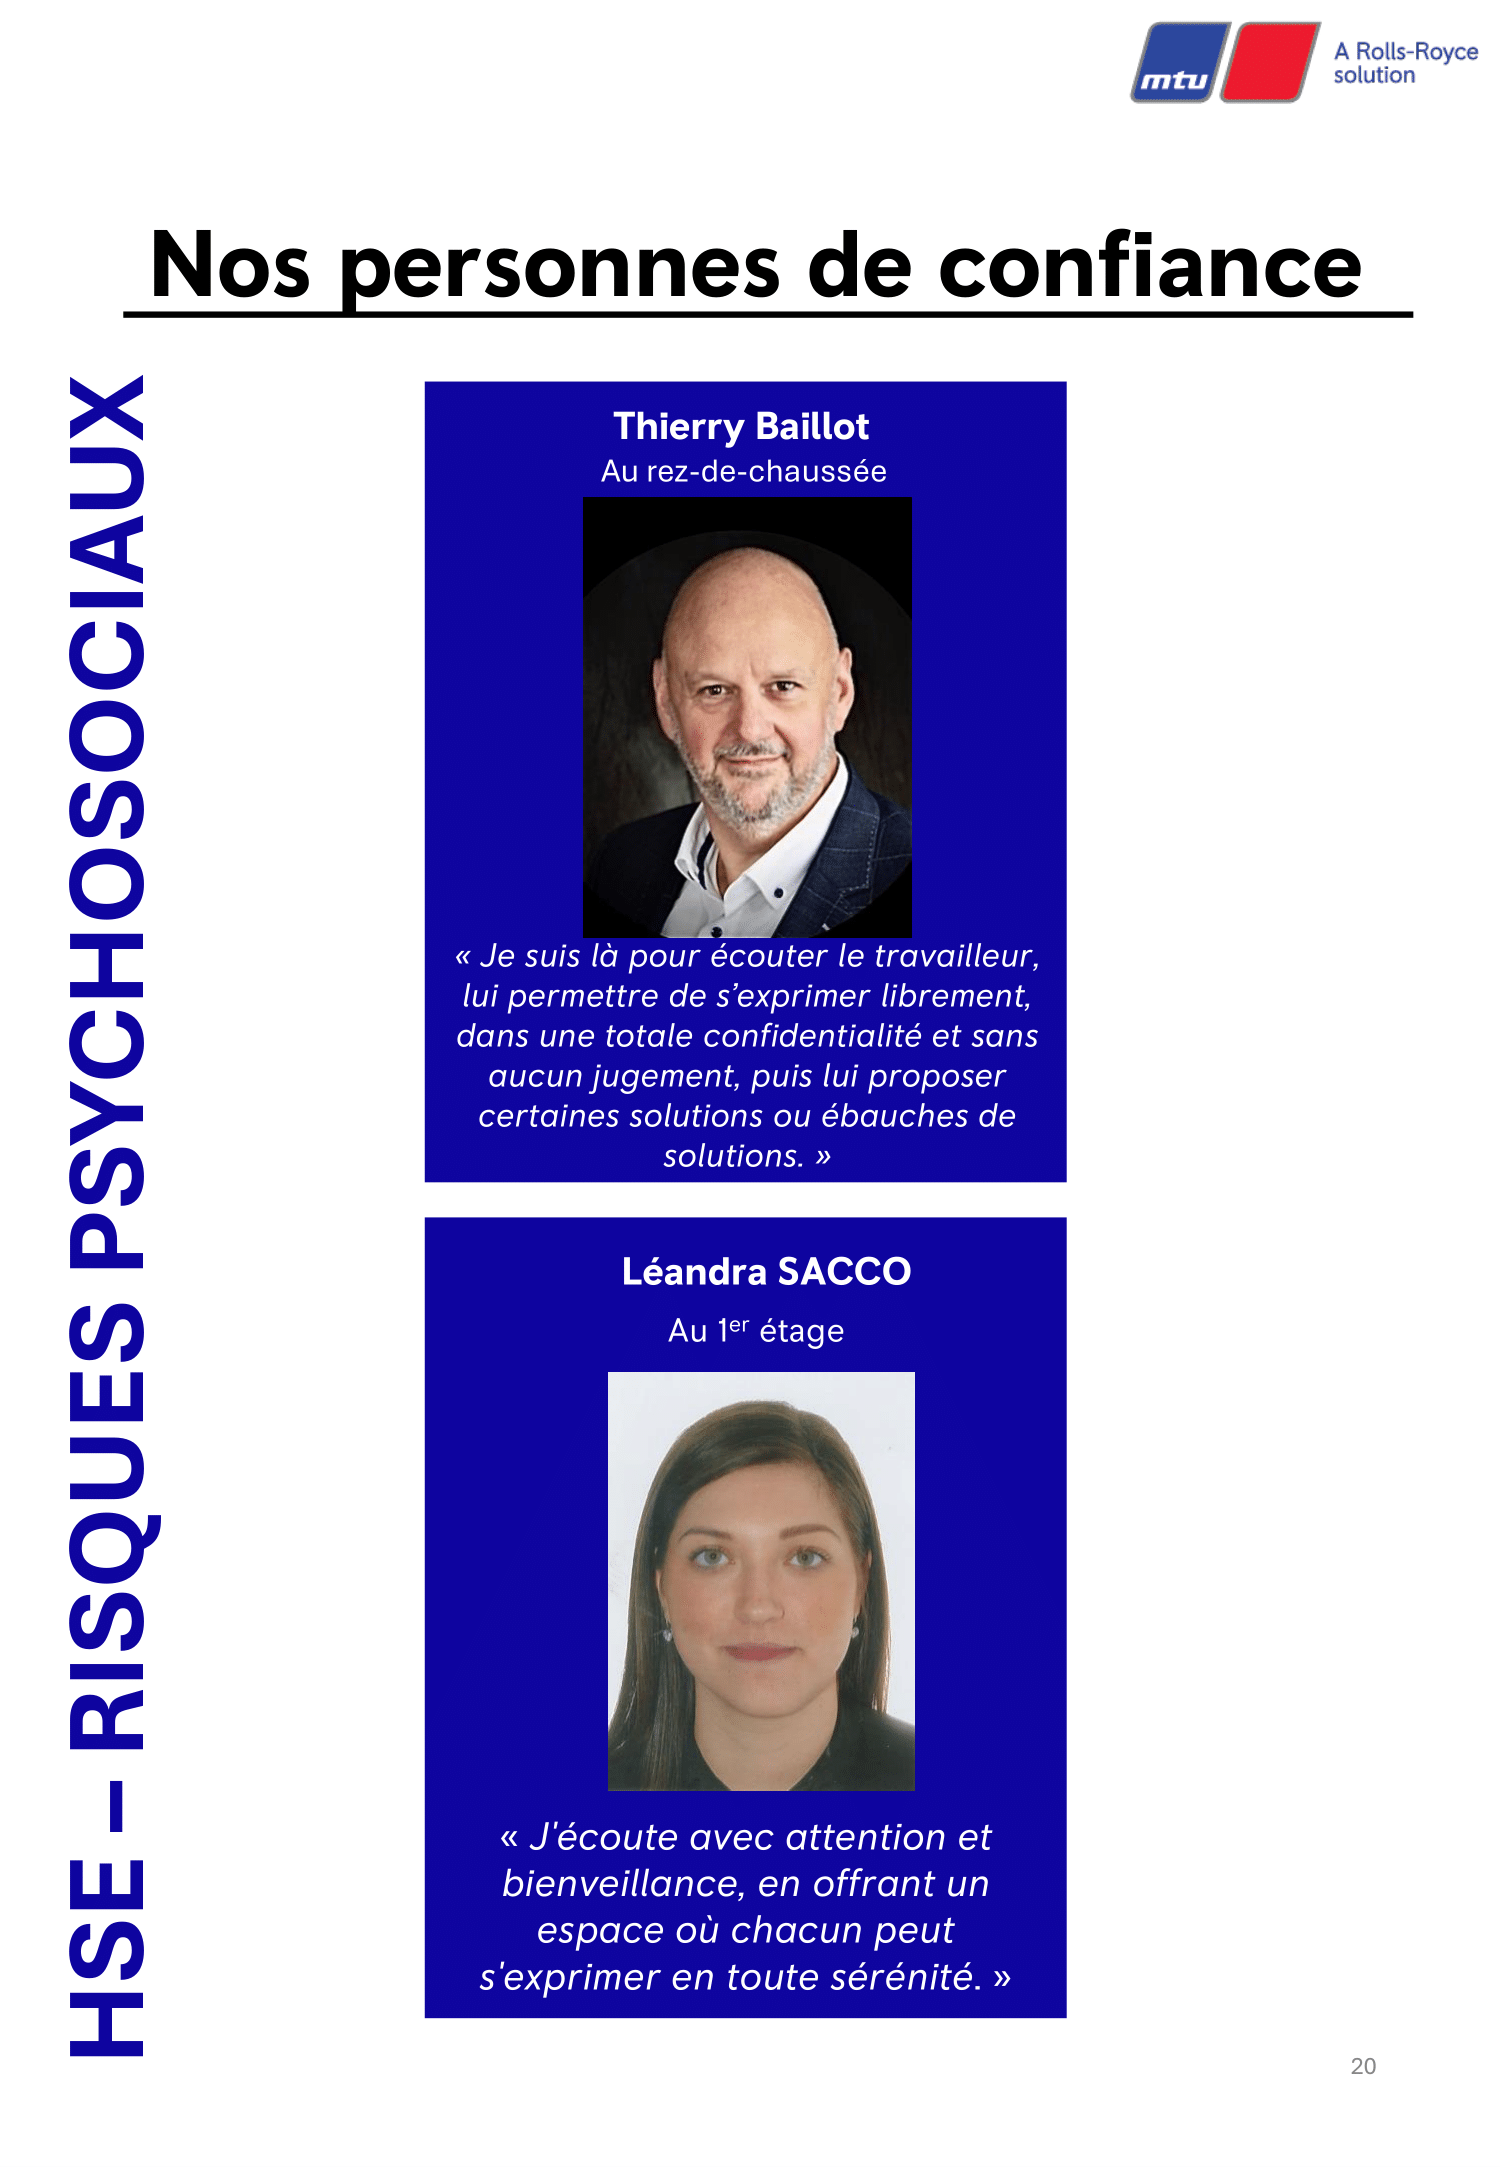 mtu
A Rolls-Royce
solution
Nos personnes de confiance
HSE – RISQUES PSYCHOSOCIAUX
Thierry Baillot
Au rez-de-chaussée
« Je suis là pour écouter le travailleur,
lui permettre de s’exprimer librement,
dans une totale confidentialité et sans
aucun jugement, puis lui proposer
certaines solutions ou ébauches de
solutions. »
Léandra SACCO
Au 1er étage
« J'écoute avec attention et
bienveillance, en offrant un
espace où chacun peut
s'exprimer en toute sérénité. »
20